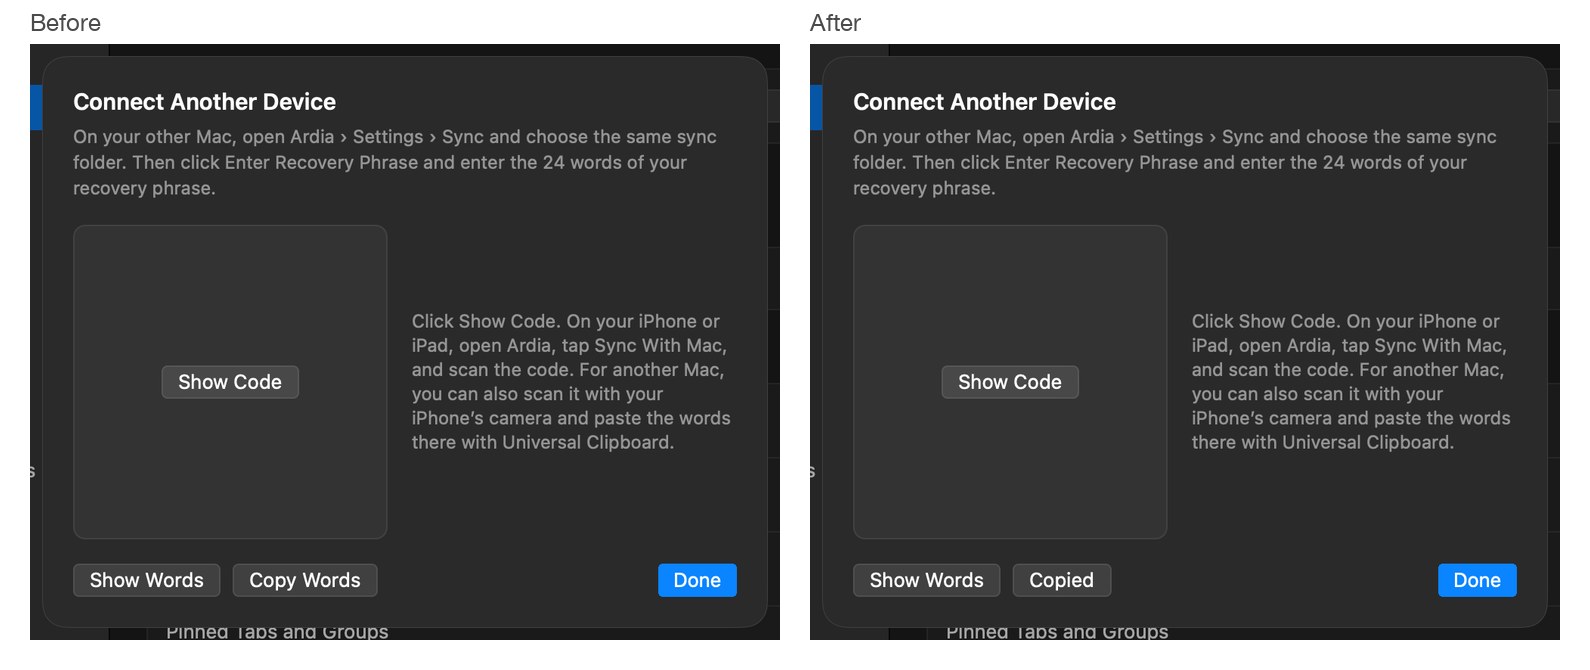 Before
Connect Another Device
On your other Mac, open Ardia › Settings › Sync and choose the same sync
folder. Then click Enter Recovery Phrase and enter the 24 words of your
recovery phrase.
Show Code
Click Show Code. On your iPhone or
iPad, open Ardia, tap Sync With Mac,
and scan the code. For another Mac,
you can also scan it with your
iPhone’s camera and paste the words
there with Universal Clipboard.
s
Show Words
Copy Words
Done
Pinned Tabs and Groups
After
Connect Another Device
On your other Mac, open Ardia › Settings › Sync and choose the same sync
folder. Then click Enter Recovery Phrase and enter the 24 words of your
recovery phrase.
Show Code
Click Show Code. On your iPhone or
iPad, open Ardia, tap Sync With Mac,
and scan the code. For another Mac,
you can also scan it with your
iPhone’s camera and paste the words
there with Universal Clipboard.
s
Show Words
Copied
Done
Pinned Tabs and Groups